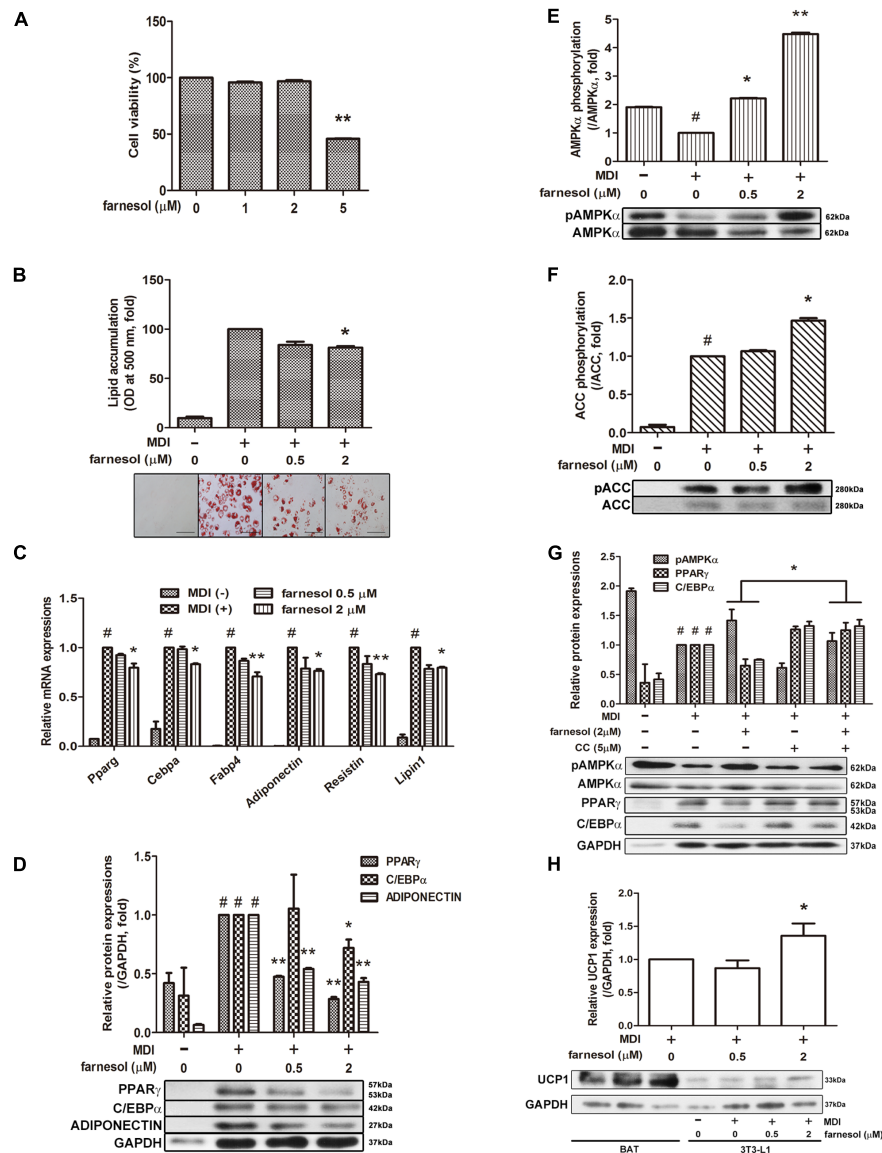 A
Cell viability (%)
150
100
50
0
**
0 1 2 5
farnesol (μM)
B
Lipid accumulation
(OD at 500 nm, fold)
150
100
50
0
*
MDI − + + +
farnesol (μM) 0 0 0.5 2
C
MDI (-)
MDI (+)
farnesol 0.5 μM
farnesol 2 μM
Relative mRNA expressions
1.5
1.0
0.5
0.0
# * # * # ** # * # ** # *
Pparg Cebpa Fabp4 Adiponectin Resistin Lipin1
D
PPARγ
C/EBPα
ADIPONECTIN
Relative protein expressions
(/GAPDH, fold)
1.5
1.0
0.5
0.0
# # # ** ** ** * **
MDI − + + +
farnesol (μM) 0 0 0.5 2
PPARγ 57kDa
53kDa
C/EBPα 42kDa
ADIPONECTIN 27kDa
GAPDH 37kDa
E
AMPKα phosphorylation
(/AMPKα, fold)
5
4
3
2
1
0
# * **
MDI − + + +
farnesol (μM) 0 0 0.5 2
pAMPKα 62kDa
AMPKα 62kDa
F
ACC phosphorylation
(/ACC, fold)
2.0
1.5
1.0
0.5
0.0
# *
MDI − + + +
farnesol (μM) 0 0 0.5 2
pACC 280kDa
ACC 280kDa
G
pAMPKα
PPARγ
C/EBPα
Relative protein expressions
2.0
1.5
1.0
0.5
0.0
# # # *
MDI − + + + +
farnesol (2μM) − − + − +
CC (5μM) − − − + +
pAMPKα 62kDa
AMPKα 62kDa
PPARγ 57kDa
53kDa
C/EBPα 42kDa
GAPDH 37kDa
H
Relative UCP1 expression
(/GAPDH, fold)
2.0
1.5
1.0
0.5
0.0
*
MDI + + +
farnesol (μM) 0 0.5 2
UCP1 33kDa
GAPDH 37kDa
− + + + MDI
0 0 0.5 2 farnesol (μM)
BAT 3T3-L1